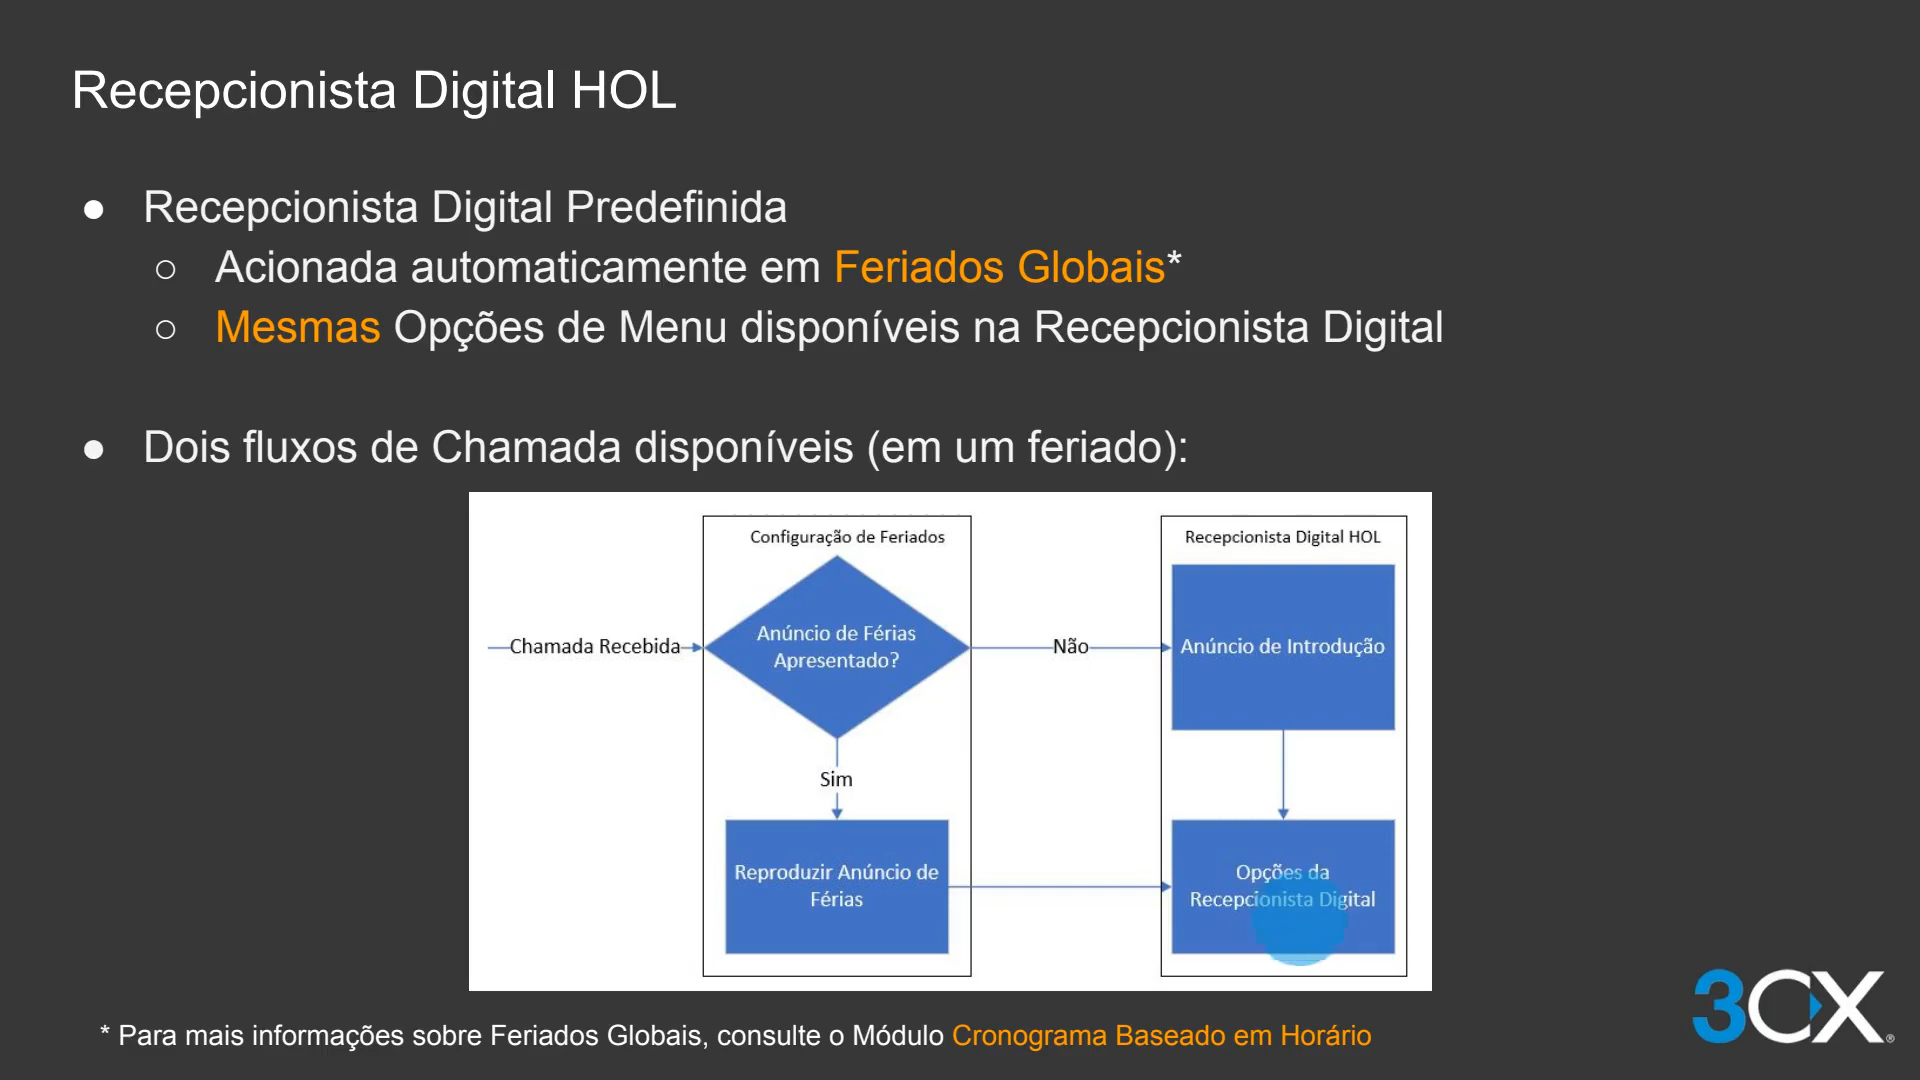 Recepcionista Digital HOL
● Recepcionista Digital Predefinida
○ Acionada automaticamente em Feriados Globais*
○ Mesmas Opções de Menu disponíveis na Recepcionista Digital
● Dois fluxos de Chamada disponíveis (em um feriado):
Configuração de Feriados
Recepcionista Digital HOL
Chamada Recebida
Anúncio de Férias
Apresentado?
Não
Anúncio de Introdução
Sim
Reproduzir Anúncio de
Férias
Opções da
Recepcionista Digital
* Para mais informações sobre Feriados Globais, consulte o Módulo Cronograma Baseado em Horário
3CX®